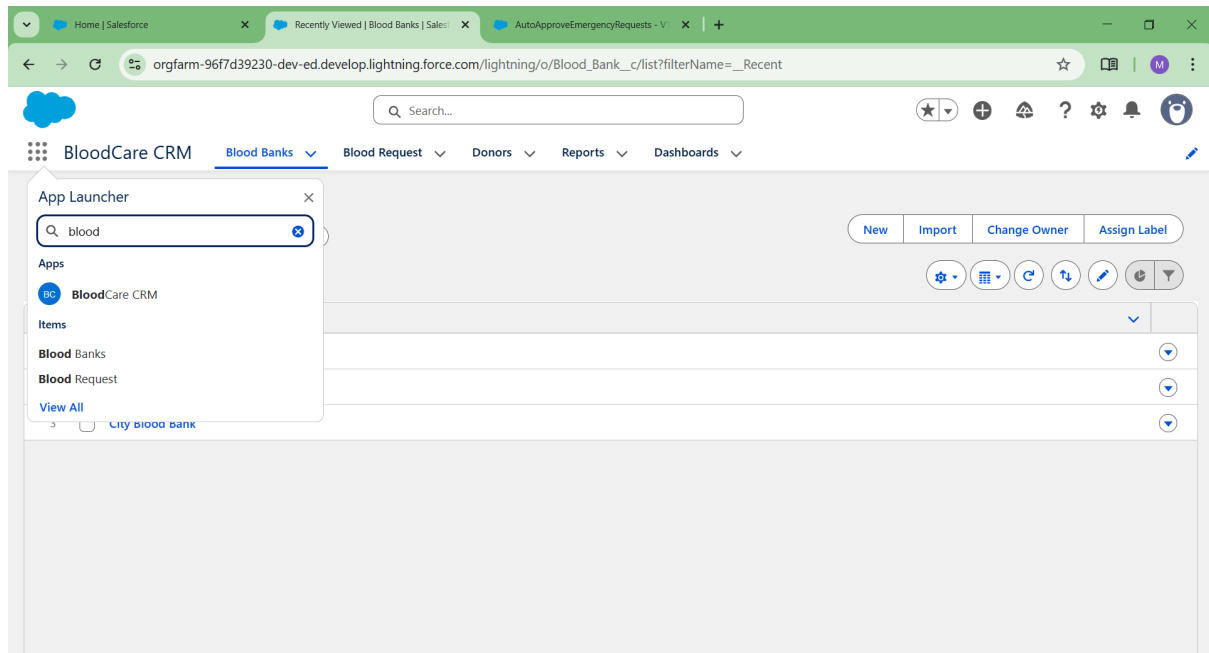 Home | Salesforce
Recently Viewed | Blood Banks | Salesf
AutoApproveEmergencyRequests - V
orgfarm-96f7d39230-dev-ed.develop.lightning.force.com/lightning/o/Blood_Bank__c/list?filterName=__Recent
M
Search...
BloodCare CRM
Blood Banks
Blood Request
Donors
Reports
Dashboards
App Launcher
blood
New
Import
Change Owner
Assign Label
Apps
BC
BloodCare CRM
Items
Blood Banks
Blood Request
View All
3
City Blood Bank